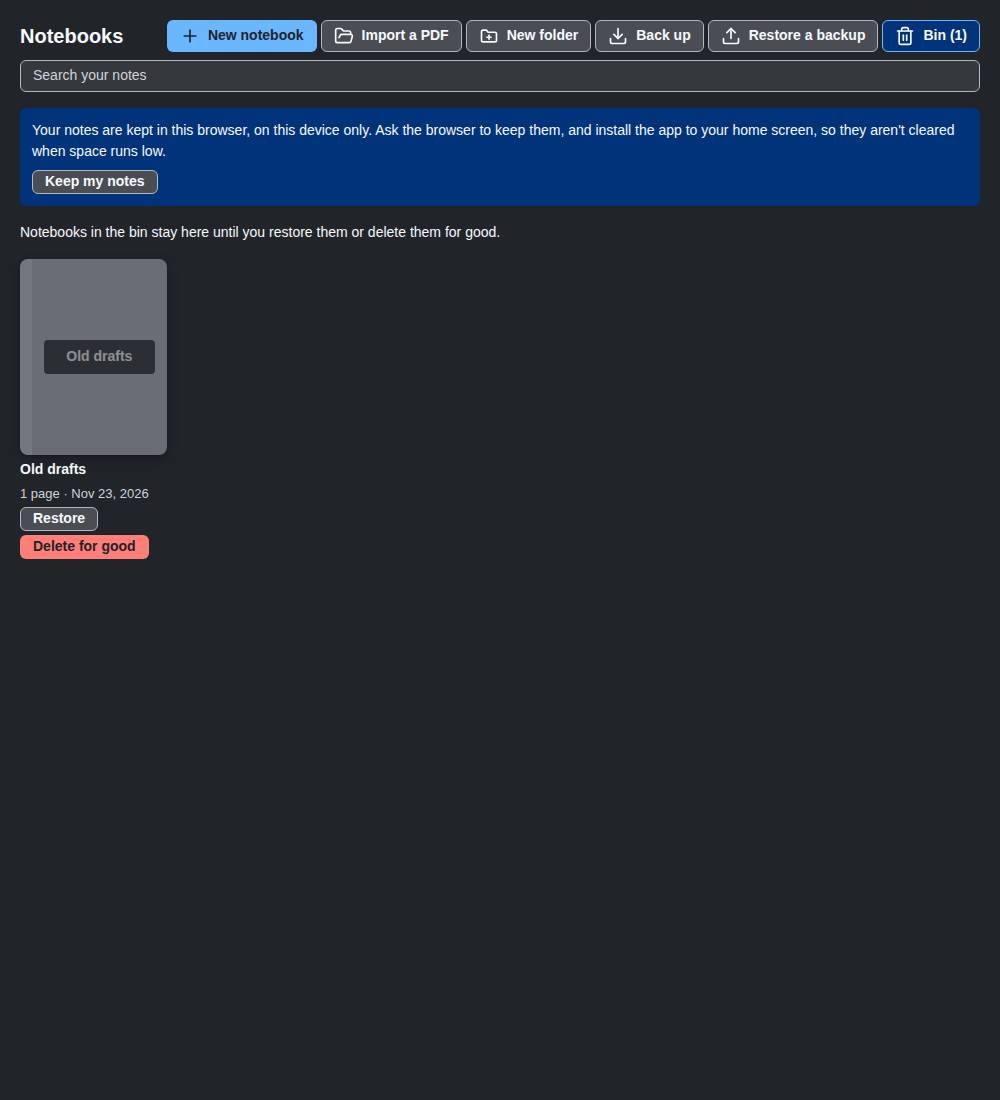 Notebooks
New notebook
Import a PDF
New folder
Back up
Restore a backup
Bin (1)
Search your notes
Your notes are kept in this browser, on this device only. Ask the browser to keep them, and install the app to your home screen, so they aren't cleared
when space runs low.
Keep my notes
Notebooks in the bin stay here until you restore them or delete them for good.
Old drafts
Old drafts
1 page · Nov 23, 2026
Restore
Delete for good